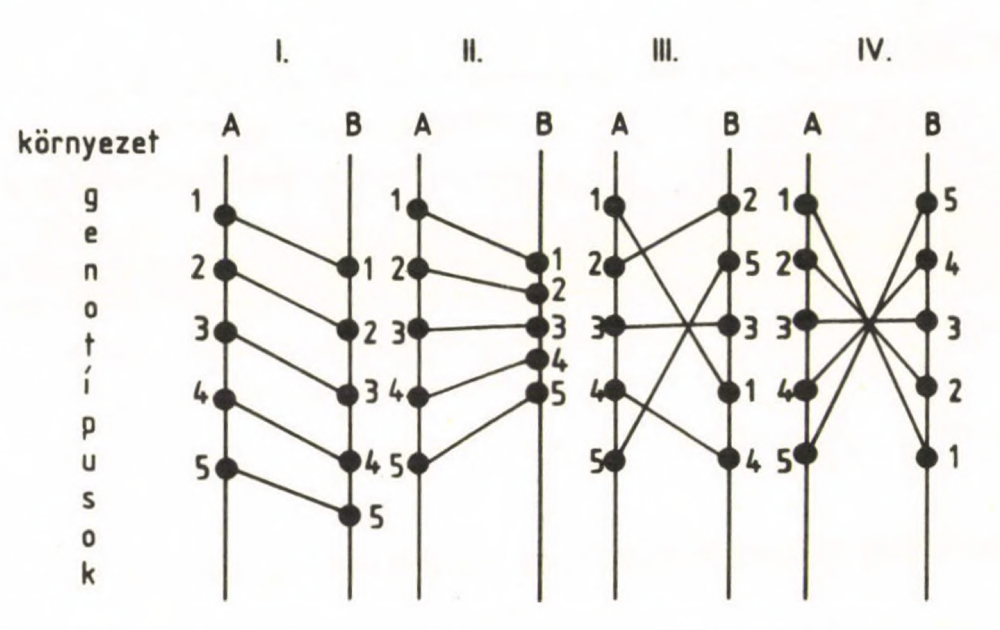 I. II. III. IV.
A B A B A B A B
környezet
genotípusok
1 1 1 2 1 5
2 1 2 1 2 5 2 4
3 2 3 2 3 3 3 3
4 3 4 3 4 1 4 2
5 4 5 4 5 4 5 1
5 5